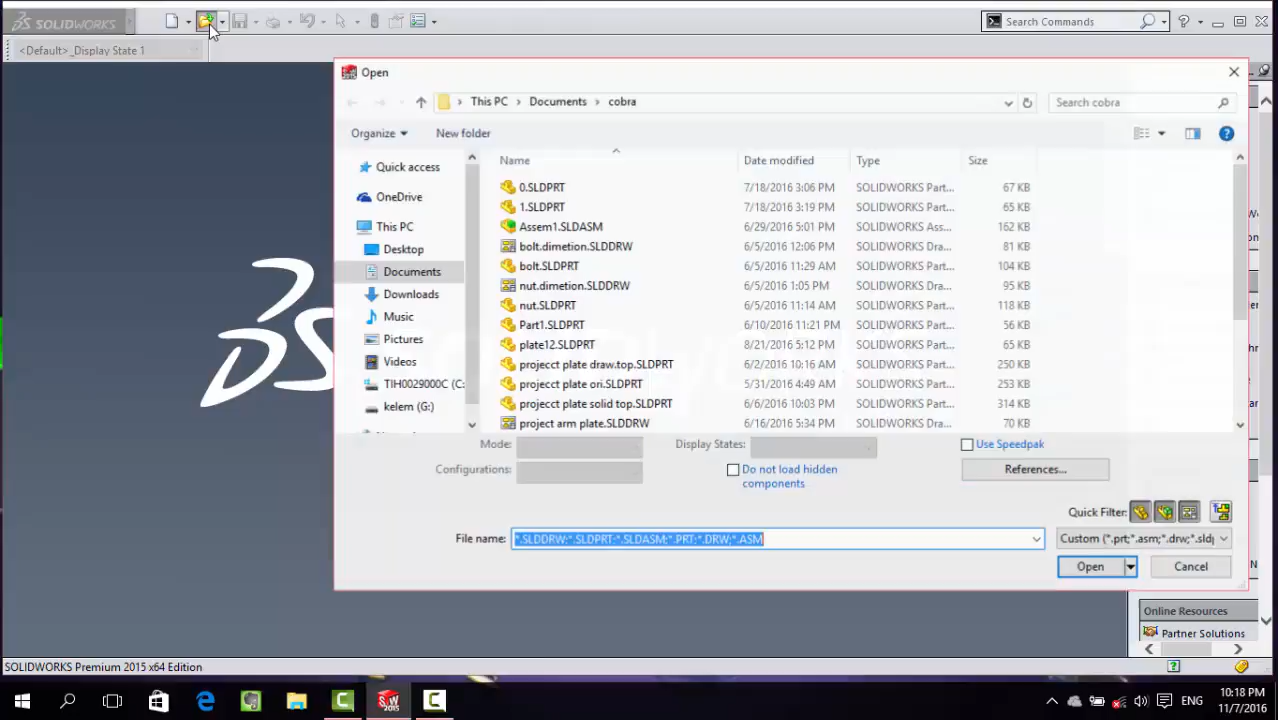 SOLIDWORKS
Search Commands
<Default>_Display State 1
Open
This PC > Documents > cobra
Search cobra
Organize
New folder
Name
Date modified
Type
Size
Quick access
OneDrive
This PC
Desktop
Documents
Downloads
Music
Pictures
Videos
TIH0029000C (C:
kelem (G:)
0.SLDPRT 7/18/2016 3:06 PM SOLIDWORKS Part... 67 KB
1.SLDPRT 7/18/2016 3:19 PM SOLIDWORKS Part... 65 KB
Assem1.SLDASM 6/29/2016 5:01 PM SOLIDWORKS Ass... 162 KB
bolt.dimetion.SLDDRW 6/5/2016 12:06 PM SOLIDWORKS Dra... 81 KB
bolt.SLDPRT 6/5/2016 11:29 AM SOLIDWORKS Part... 104 KB
nut.dimetion.SLDDRW 6/5/2016 1:05 PM SOLIDWORKS Dra... 95 KB
nut.SLDPRT 6/5/2016 11:14 AM SOLIDWORKS Part... 118 KB
Part1.SLDPRT 6/10/2016 11:21 PM SOLIDWORKS Part... 56 KB
plate12.SLDPRT 8/21/2016 5:12 PM SOLIDWORKS Part... 65 KB
projecct plate draw.top.SLDPRT 6/2/2016 10:16 AM SOLIDWORKS Part... 250 KB
projecct plate ori.SLDPRT 5/31/2016 4:49 AM SOLIDWORKS Part... 253 KB
projecct plate solid top.SLDPRT 6/6/2016 10:03 PM SOLIDWORKS Part... 314 KB
project arm plate.SLDDRW 6/16/2016 5:34 PM SOLIDWORKS Dra... 70 KB
Mode:
Display States:
Use Speedpak
Configurations:
Do not load hidden
components
References...
Quick Filter:
File name:
*.SLDDRW;*.SLDPRT;*.SLDASM;*.PRT;*.DRW;*.ASM
Custom (*.prt;*.asm;*.drw;*.sldp
Open
Cancel
Online Resources
Partner Solutions
SOLIDWORKS Premium 2015 x64 Edition
SW
2015
ENG
10:18 PM
11/7/2016